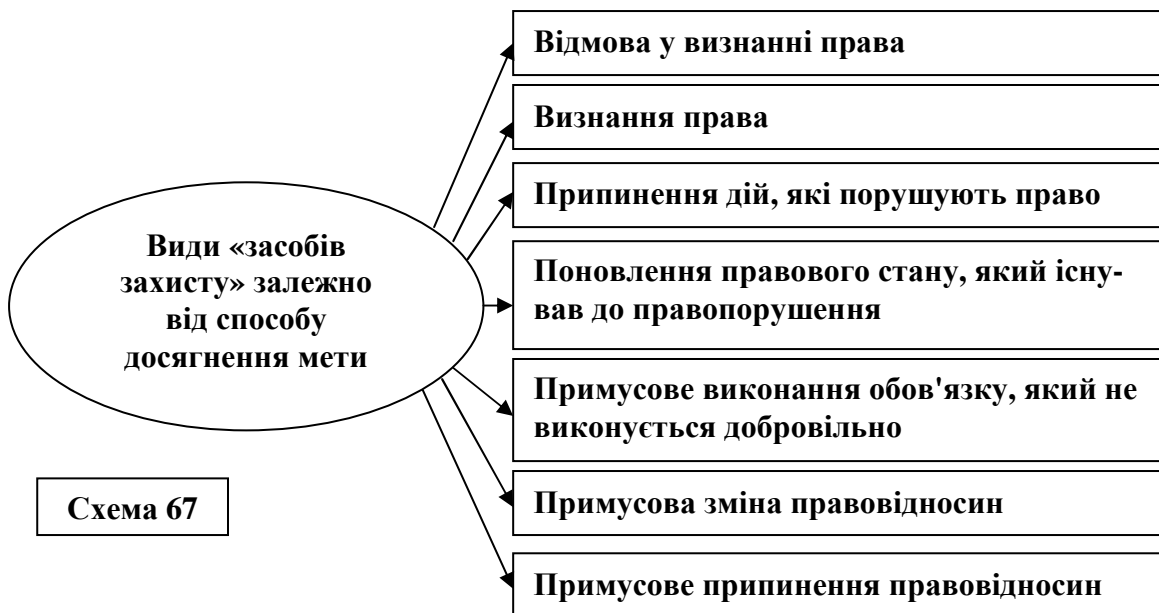 Відмова у визнанні права
Визнання права
Припинення дій, які порушують право
Види «засобів
захисту» залежно
від способу
досягнення мети
Поновлення правового стану, який існу-
вав до правопорушення
Примусове виконання обов'язку, який не
виконується добровільно
Схема 67
Примусова зміна правовідносин
Примусове припинення правовідносин